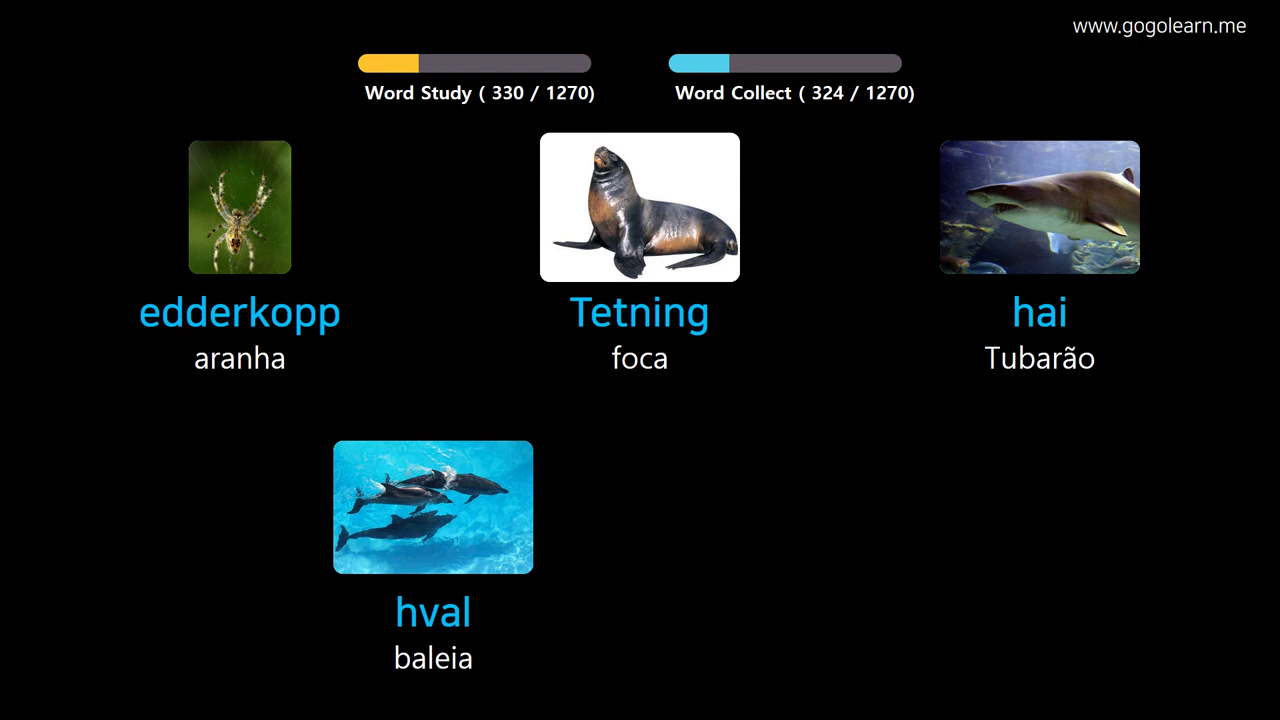 www.gogolearn.me
Word Study ( 330 / 1270)
Word Collect ( 324 / 1270)
edderkopp
Tetning
hai
aranha
foca
Tubarão
hval
baleia